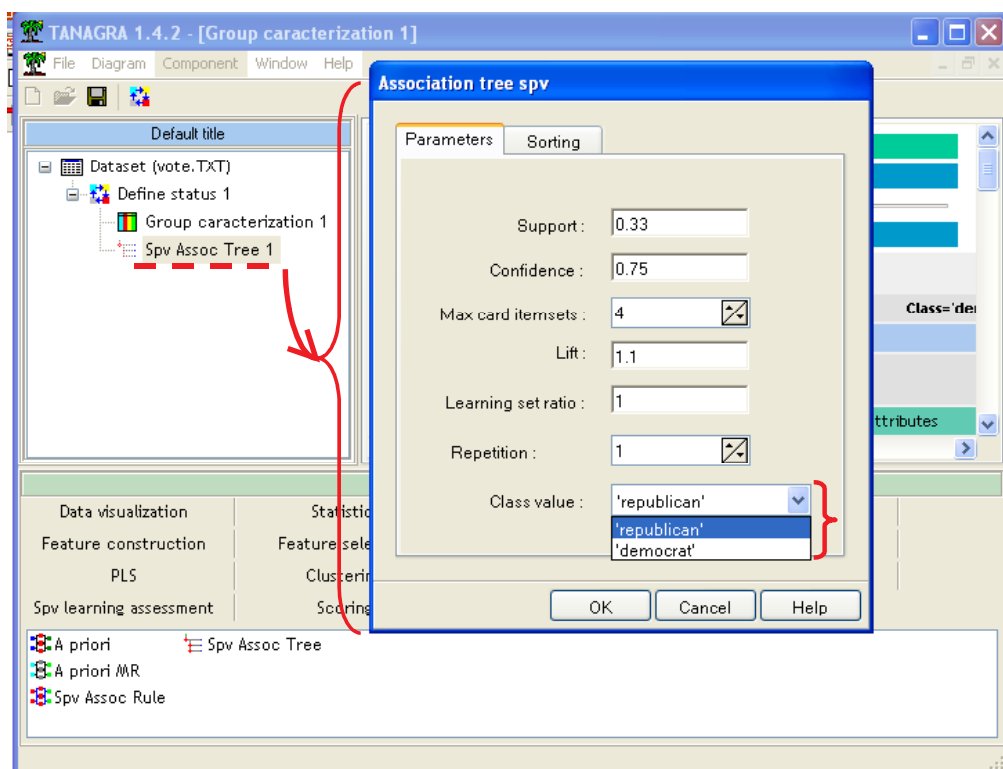 TANAGRA 1.4.2 - [Group caracterization 1]
File Diagram Component Window Help
Default title
Dataset (vote.TXT)
Define status 1
Group caracterization 1
Spv Assoc Tree 1
Association tree spv
Parameters Sorting
Support : 0.33
Confidence : 0.75
Max card itemsets : 4
Lift : 1.1
Learning set ratio : 1
Repetition : 1
Class value : 'republican'
'republican'
'democrat'
OK Cancel Help
Class='de
ttributes
Data visualization Statistic
Feature construction Feature sele
PLS Clusterin
Spv learning assessment Scoring
A priori Spv Assoc Tree
A priori MR
Spv Assoc Rule